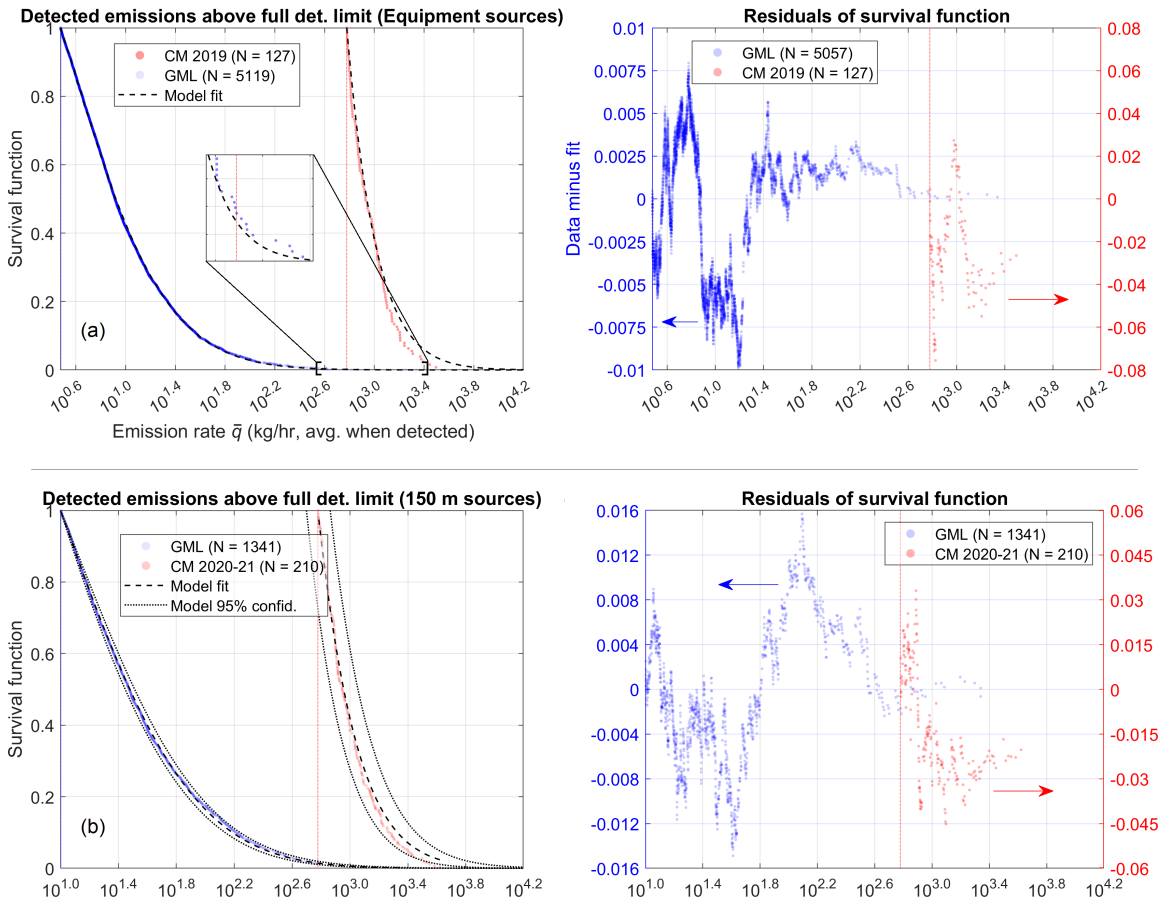 Detected emissions above full det. limit (Equipment sources)
1
0.8
0.6
0.4
0.2
0
Survival function
CM 2019 (N = 127)
GML (N = 5119)
Model fit
(a)
10^0.6 10^1.0 10^1.4 10^1.8 10^2.2 10^2.6 10^3.0 10^3.4 10^3.8 10^4.2
Emission rate q̄ (kg/hr, avg. when detected)
Residuals of survival function
0.01
0.0075
0.005
0.0025
0
-0.0025
-0.005
-0.0075
-0.01
Data minus fit
GML (N = 5057)
CM 2019 (N = 127)
0.08
0.06
0.04
0.02
0
-0.02
-0.04
-0.06
-0.08
10^0.6 10^1.0 10^1.4 10^1.8 10^2.2 10^2.6 10^3.0 10^3.4 10^3.8 10^4.2
Detected emissions above full det. limit (150 m sources)
1
0.8
0.6
0.4
0.2
0
Survival function
GML (N = 1341)
CM 2020-21 (N = 210)
Model fit
Model 95% confid.
(b)
10^1.0 10^1.4 10^1.8 10^2.2 10^2.6 10^3.0 10^3.4 10^3.8 10^4.2
Residuals of survival function
0.016
0.012
0.008
0.004
0
-0.004
-0.008
-0.012
-0.016
GML (N = 1341)
CM 2020-21 (N = 210)
0.06
0.045
0.03
0.015
0
-0.015
-0.03
-0.045
-0.06
10^1.0 10^1.4 10^1.8 10^2.2 10^2.6 10^3.0 10^3.4 10^3.8 10^4.2